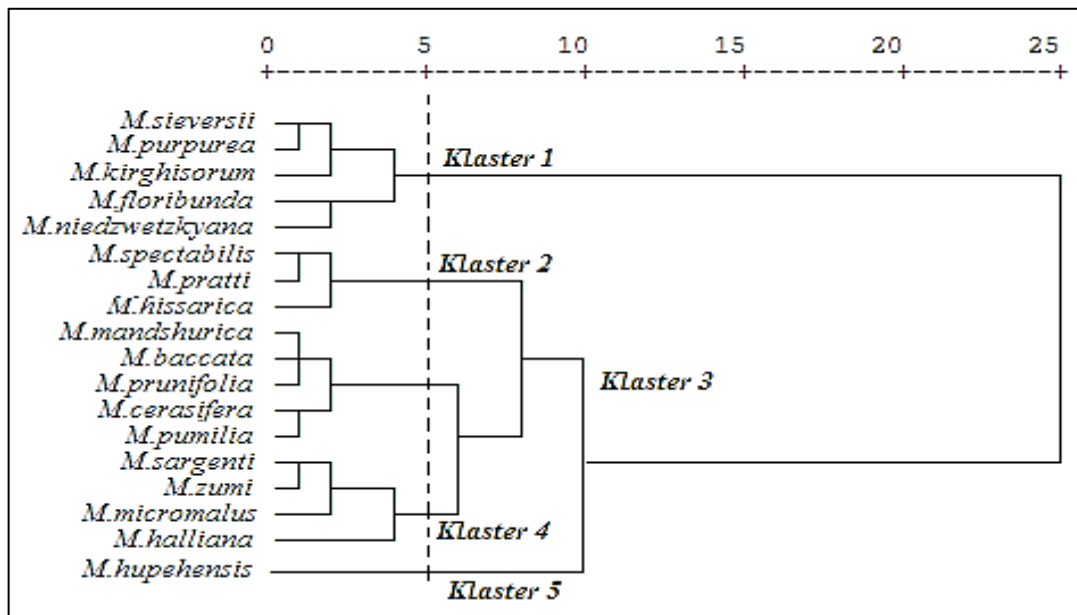 0 5 10 15 20 25
M.sieversii
M.purpurea
Klaster 1
M.kirghisorum
M.floribunda
M.niedzwetzkyana
M.spectabilis
Klaster 2
M.pratti
M.hissarica
M.mandshurica
M.baccata
M.prunifolia
Klaster 3
M.cerasifera
M.pumilia
M.sargenti
M.zumi
M.micromalus
Klaster 4
M.halliana
M.hupehensis
Klaster 5